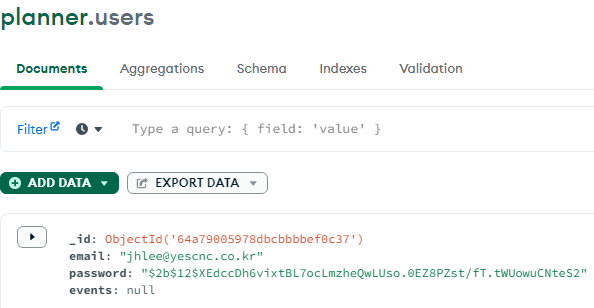 planner.users
Documents Aggregations Schema Indexes Validation
Filter Type a query: { field: 'value' }
ADD DATA EXPORT DATA
_id: ObjectId('64a79005978dbcbbbbef0c37')
email: "jhlee@yescnc.co.kr"
password: "$2b$12$XEdccDh6vixtBL7ocLmzheQwLUso.0EZ8PZst/fT.tWUowuCNteS2"
events: null